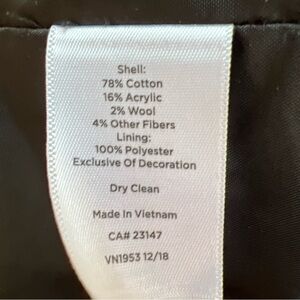 Shell:
78% Cotton
16% Acrylic
2% Wool
4% Other Fibers
Lining:
100% Polyester
Exclusive Of Decoration
Dry Clean
Made In Vietnam
CA# 23147
VN1953 12/18